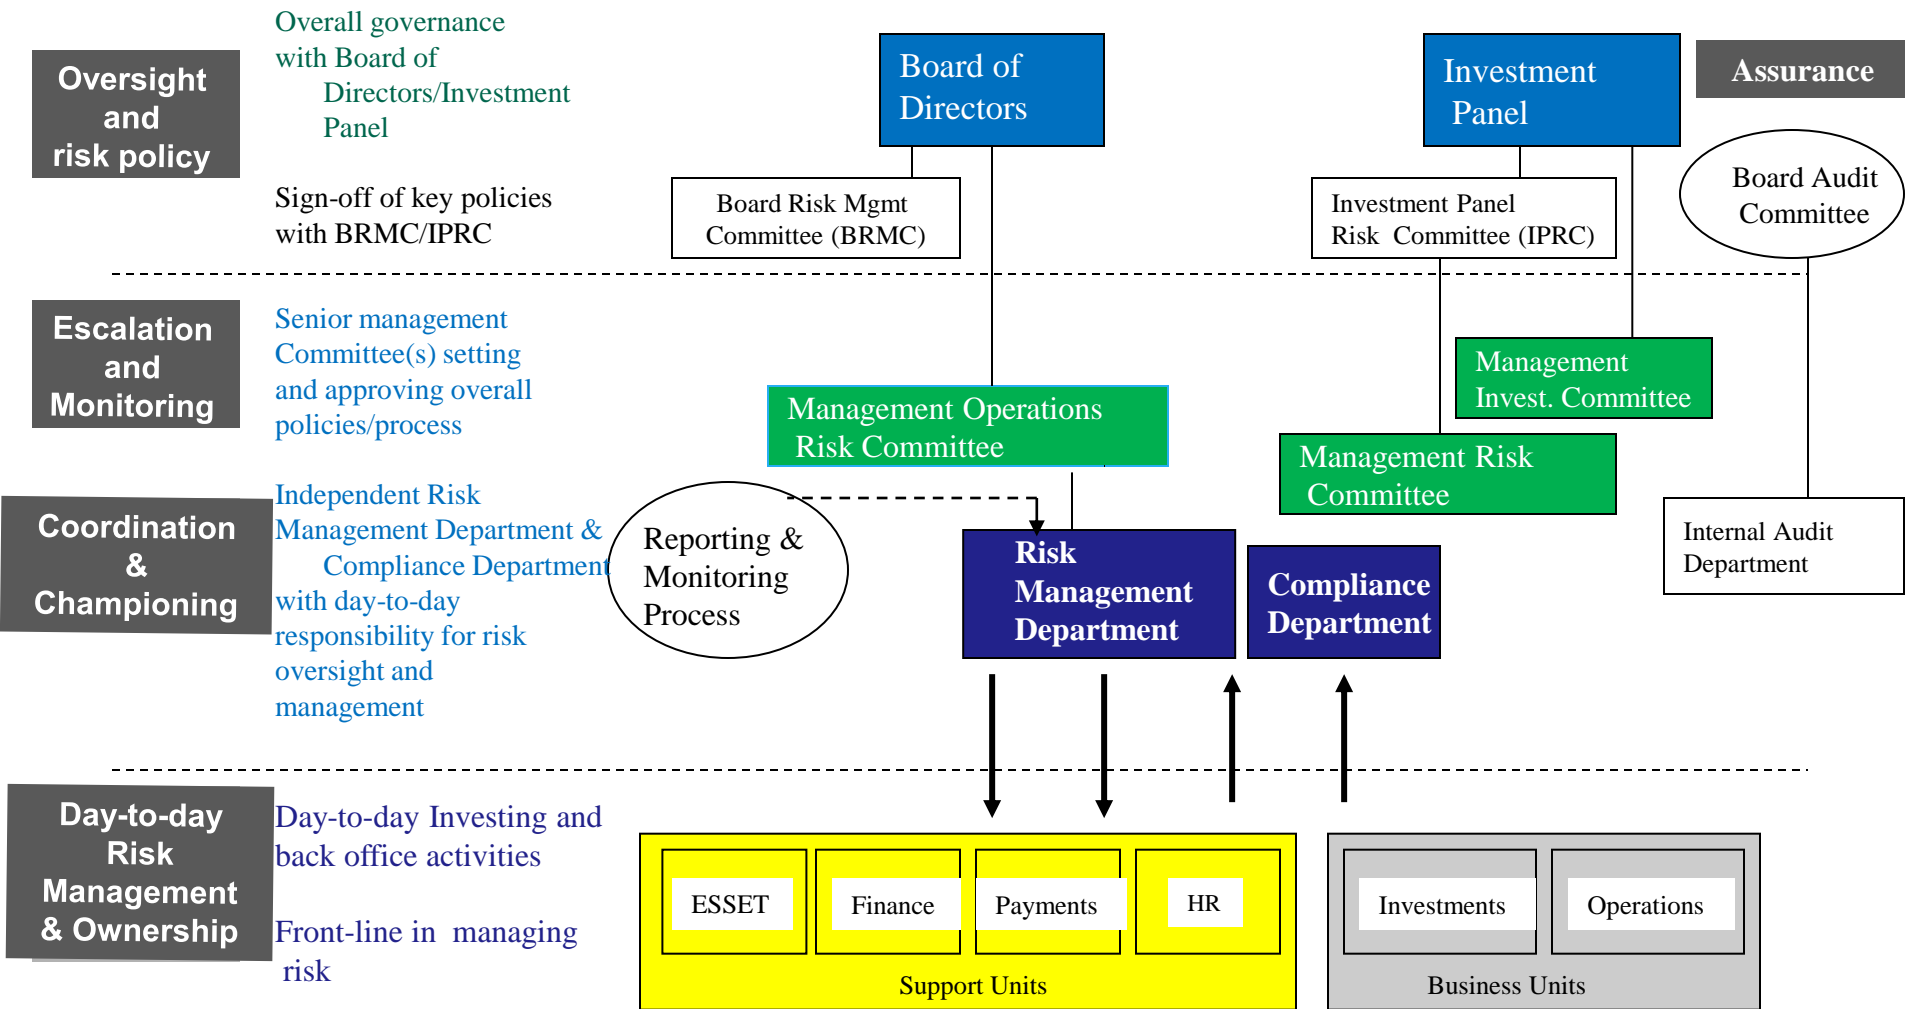 Overall governance
with Board of
Directors/Investment
Panel
Oversight
and
risk policy
Sign-off of key policies
with BRMC/IPRC
Board of
Directors
Investment
Panel
Assurance
Board Risk Mgmt
Committee (BRMC)
Investment Panel
Risk Committee (IPRC)
Board Audit
Committee
Escalation
and
Monitoring
Senior management
Committee(s) setting
and approving overall
policies/process
Management Operations
Risk Committee
Management
Invest. Committee
Management Risk
Committee
Coordination
&
Championing
Independent Risk
Management Department &
Compliance Department
with day-to-day
responsibility for risk
oversight and
management
Reporting &
Monitoring
Process
Risk
Management
Department
Compliance
Department
Internal Audit
Department
Day-to-day
Risk
Management
& Ownership
Day-to-day Investing and
back office activities
Front-line in managing
risk
ESSET
Finance
Payments
HR
Support Units
Investments
Operations
Business Units